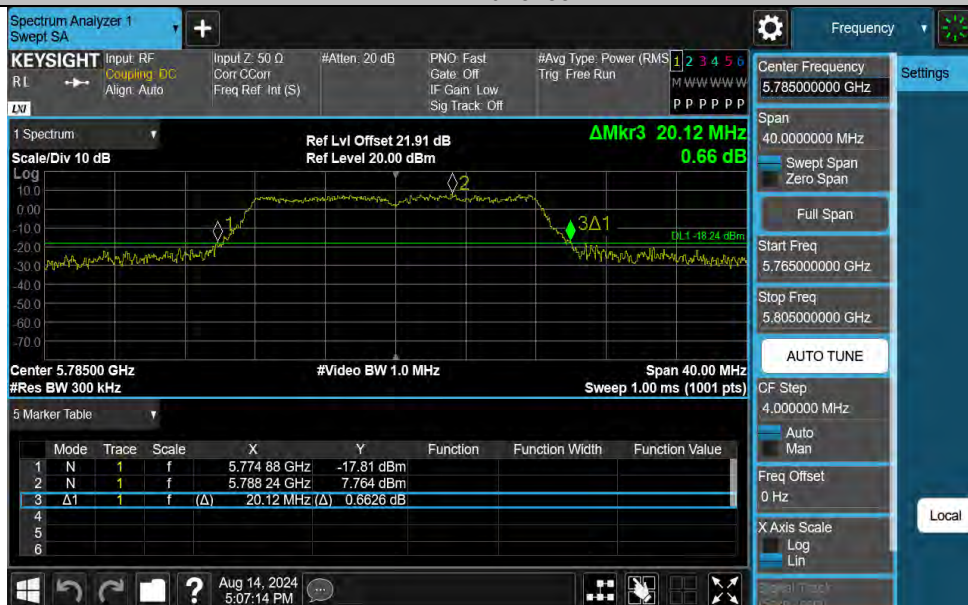 Spectrum Analyzer 1
Swept SA
+
Frequency
KEYSIGHT
RL
LXI
Input: RF
Coupling: DC
Align: Auto
Input Z: 50 Ω
Corr CCorr
Freq Ref: Int (S)
#Atten: 20 dB
PNO: Fast
Gate: Off
IF Gain: Low
Sig Track: Off
#Avg Type: Power (RMS
Trig: Free Run
1 2 3 4 5 6
M W W W W W
P P P P P P
1 Spectrum
Scale/Div 10 dB
Ref Lvl Offset 21.91 dB
Ref Level 20.00 dBm
ΔMkr3 20.12 MHz
0.66 dB
Log
10.0
0.00
-10.0
-20.0
-30.0
-40.0
-50.0
-60.0
-70.0
1
2
3Δ1
DL1 -18.24 dBm
Center 5.78500 GHz
#Video BW 1.0 MHz
Span 40.00 MHz
#Res BW 300 kHz
Sweep 1.00 ms (1001 pts)
5 Marker Table
Mode Trace Scale X Y Function Function Width Function Value
1 N 1 f 5.774 88 GHz -17.81 dBm
2 N 1 f 5.788 24 GHz 7.764 dBm
3 Δ1 1 f (Δ) 20.12 MHz (Δ) 0.6626 dB
4
5
6
Center Frequency
5.785000000 GHz
Settings
Span
40.0000000 MHz
Swept Span
Zero Span
Full Span
Start Freq
5.765000000 GHz
Stop Freq
5.805000000 GHz
AUTO TUNE
CF Step
4.000000 MHz
Auto
Man
Freq Offset
0 Hz
X Axis Scale
Log
Lin
Signal Track
Local
?
Aug 14, 2024
5:07:14 PM